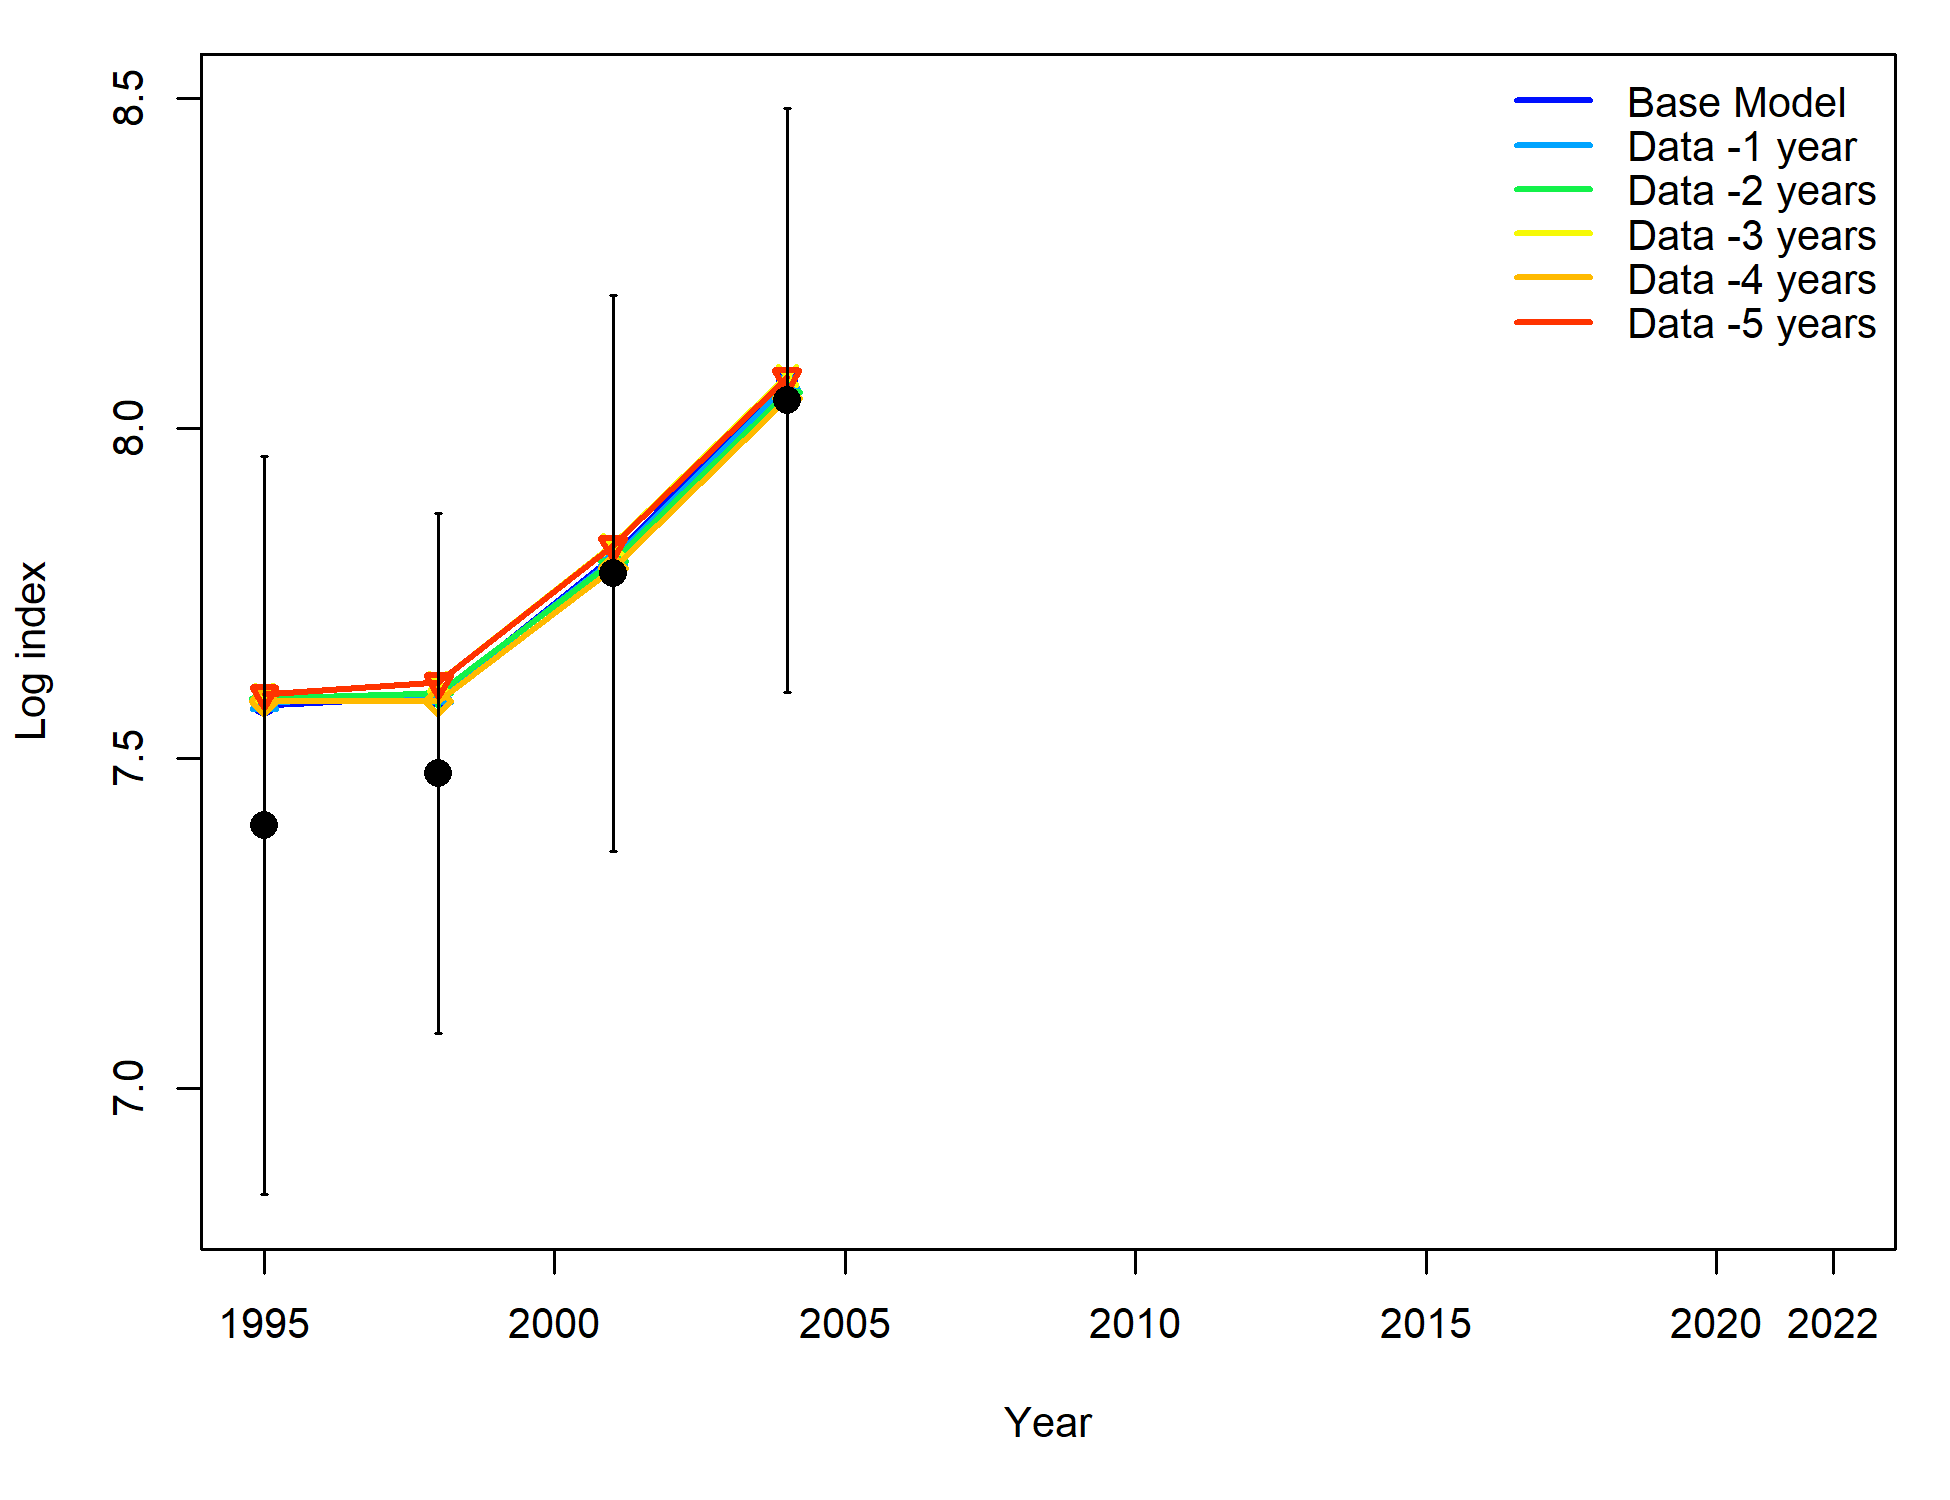 8.5
8.0
7.5
7.0
Log index
Base Model
Data -1 year
Data -2 years
Data -3 years
Data -4 years
Data -5 years
1995 2000 2005 2010 2015 2020 2022
Year